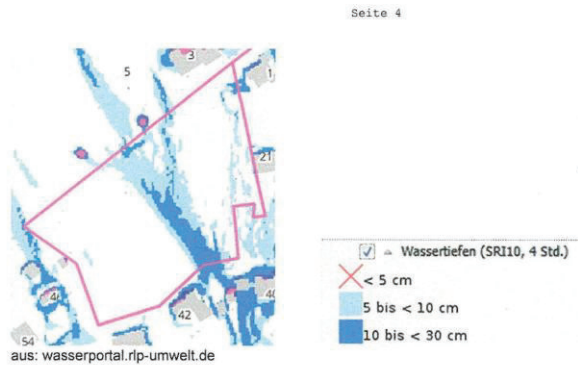 Seite 4
3
5
1
21
4
42
40
54
aus: wasserportal.rlp-umwelt.de
Wassertiefen (SRI10, 4 Std.)
< 5 cm
5 bis < 10 cm
10 bis < 30 cm